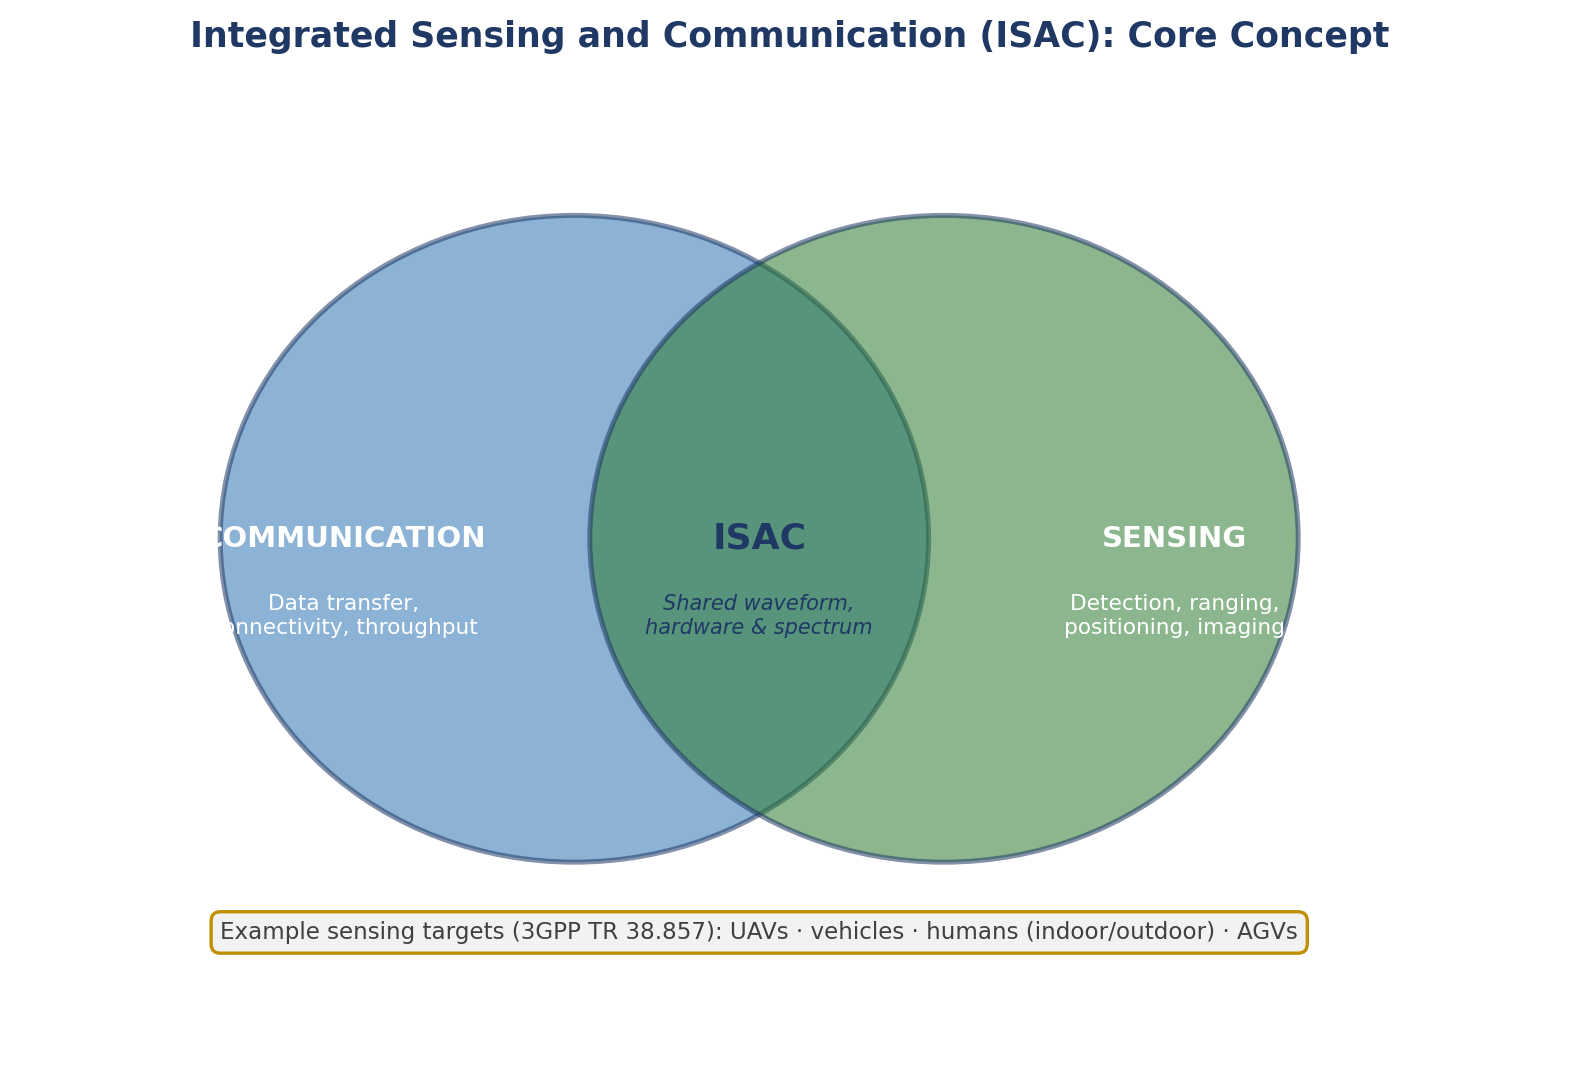 Integrated Sensing and Communication (ISAC): Core Concept
COMMUNICATION
ISAC
SENSING
Data transfer,
connectivity, throughput
Shared waveform,
hardware & spectrum
Detection, ranging,
positioning, imaging
Example sensing targets (3GPP TR 38.857): UAVs · vehicles · humans (indoor/outdoor) · AGVs